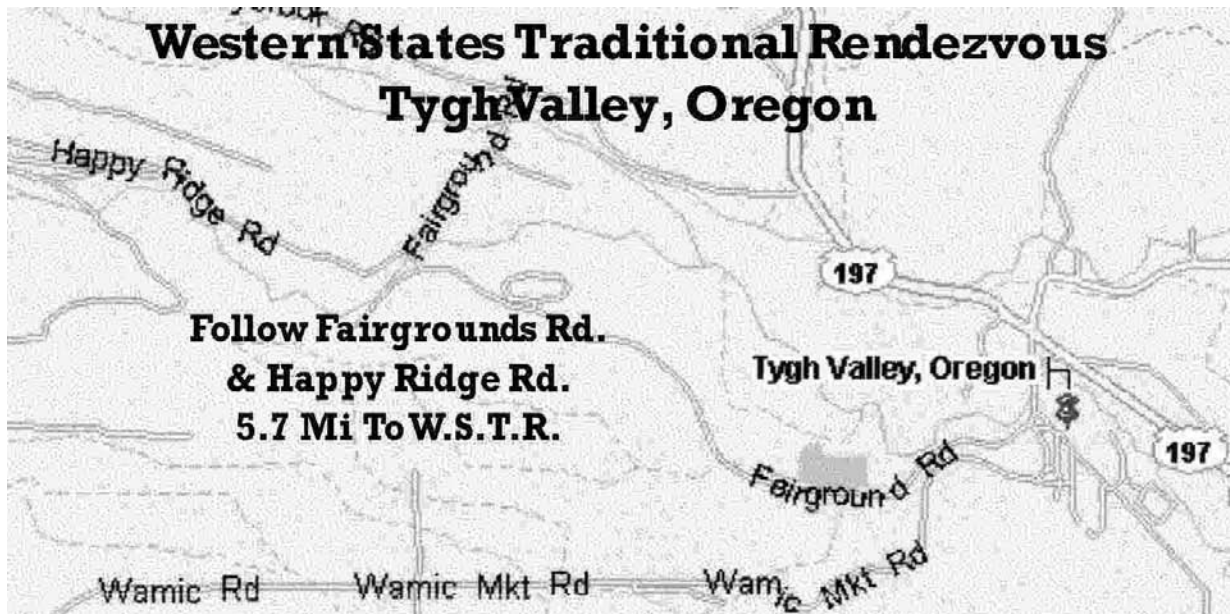 Western States Traditional Rendezvous
Tygh Valley, Oregon
Fairground Rd
Happy Ridge Rd
197
Follow Fairgrounds Rd.
& Happy Ridge Rd.
5.7 Mi To W.S.T.R.
Tygh Valley, Oregon
197
Fairground Rd
Wamic Rd
Wamic Mkt Rd
Wamic Mkt Rd